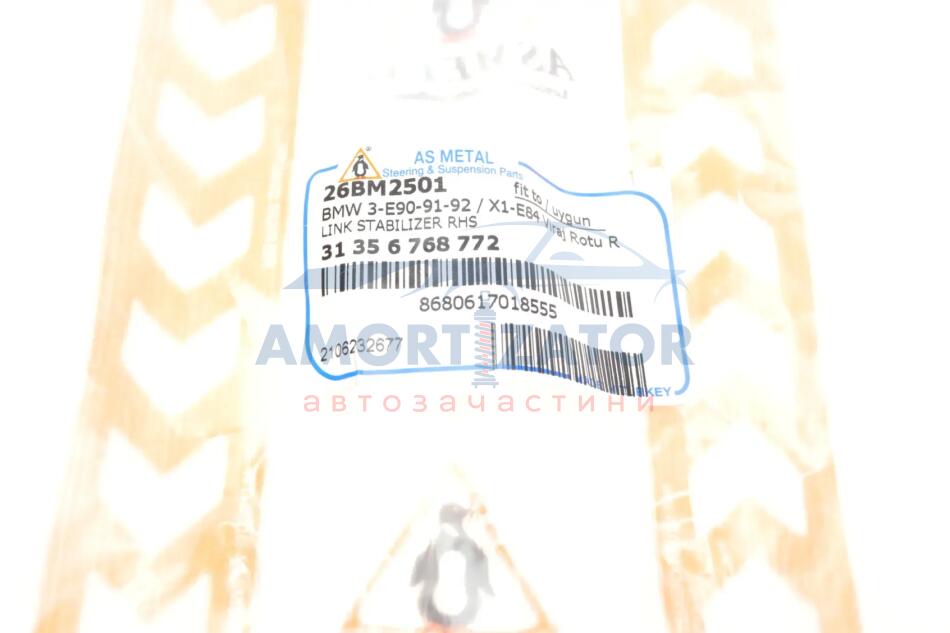 AS METAL
Steering & Suspension Parts
26BM2501
fit to / uygun
BMW 3-E90-91-92 / X1-E84 Viraj Rotu R
LINK STABILIZER RHS
31 35 6 768 772
8680617018555
AMORTIZATOR
2106232677
автозачастини